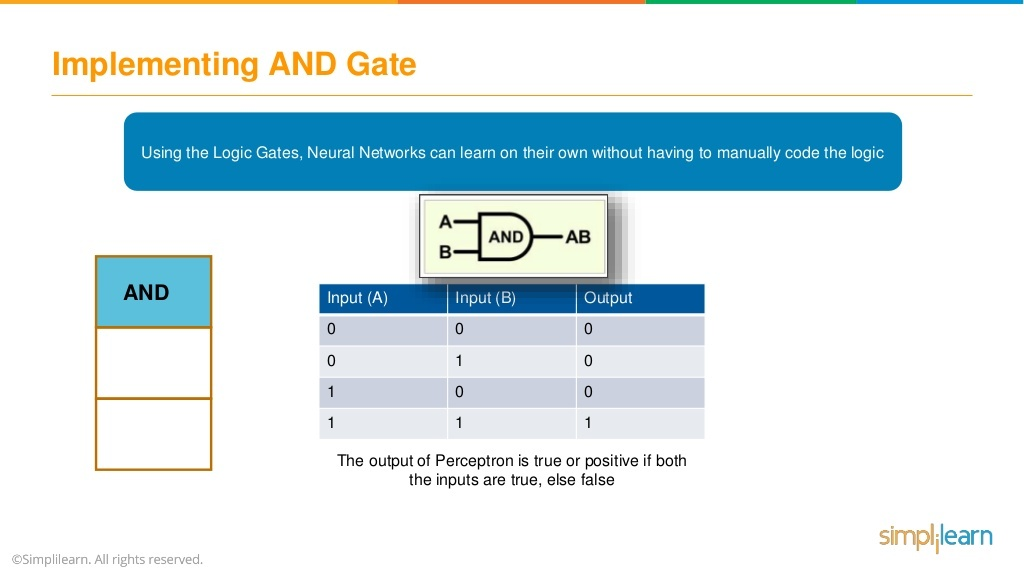 Implementing AND Gate
Using the Logic Gates, Neural Networks can learn on their own without having to manually code the logic
A
B
AND
AB
AND
Input (A) Input (B) Output
0 0 0
0 1 0
1 0 0
1 1 1
The output of Perceptron is true or positive if both
the inputs are true, else false
simplilearn
©Simplilearn. All rights reserved.